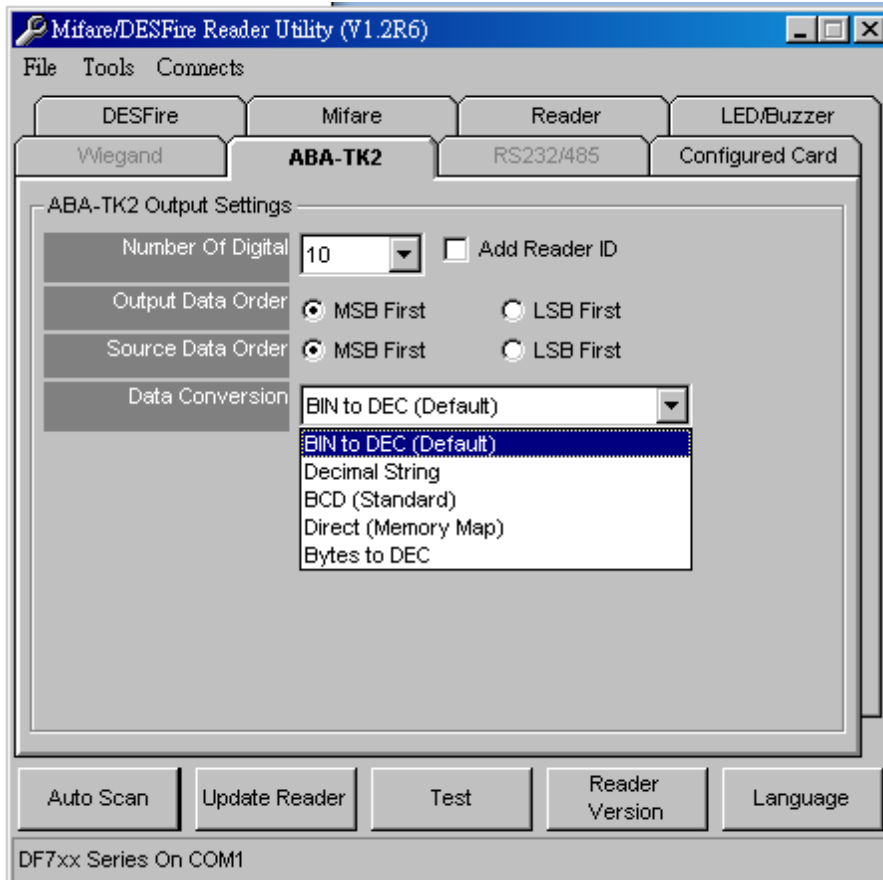 Mifare/DESFire Reader Utility (V1.2R6)
File Tools Connects
DESFire Mifare Reader LED/Buzzer
Wiegand ABA-TK2 RS232/485 Configured Card
ABA-TK2 Output Settings
Number Of Digital 10 Add Reader ID
Output Data Order MSB First LSB First
Source Data Order MSB First LSB First
Data Conversion BIN to DEC (Default)
BIN to DEC (Default)
Decimal String
BCD (Standard)
Direct (Memory Map)
Bytes to DEC
Auto Scan Update Reader Test Reader Version Language
DF7xx Series On COM1